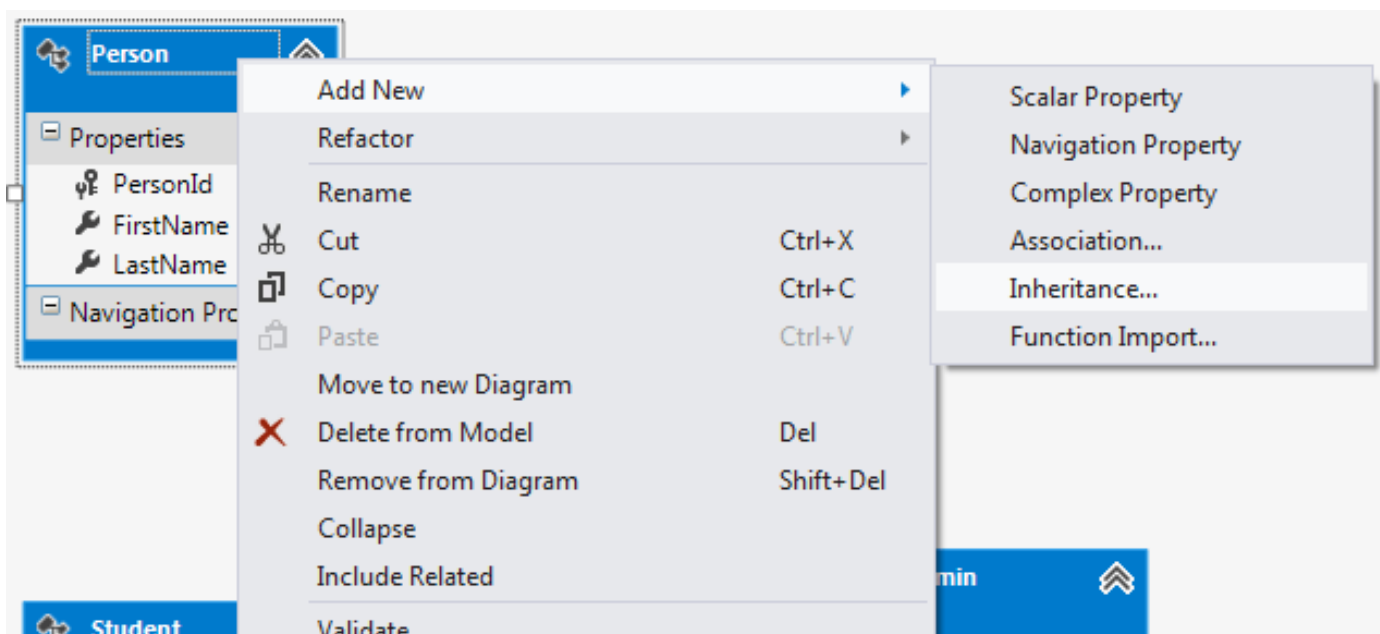 Person
Properties
PersonId
FirstName
LastName
Navigation Pro
Add New
Refactor
Rename
Cut Ctrl+X
Copy Ctrl+C
Paste Ctrl+V
Move to new Diagram
Delete from Model Del
Remove from Diagram Shift+Del
Collapse
Include Related
Validate
Scalar Property
Navigation Property
Complex Property
Association...
Inheritance...
Function Import...
Student
min